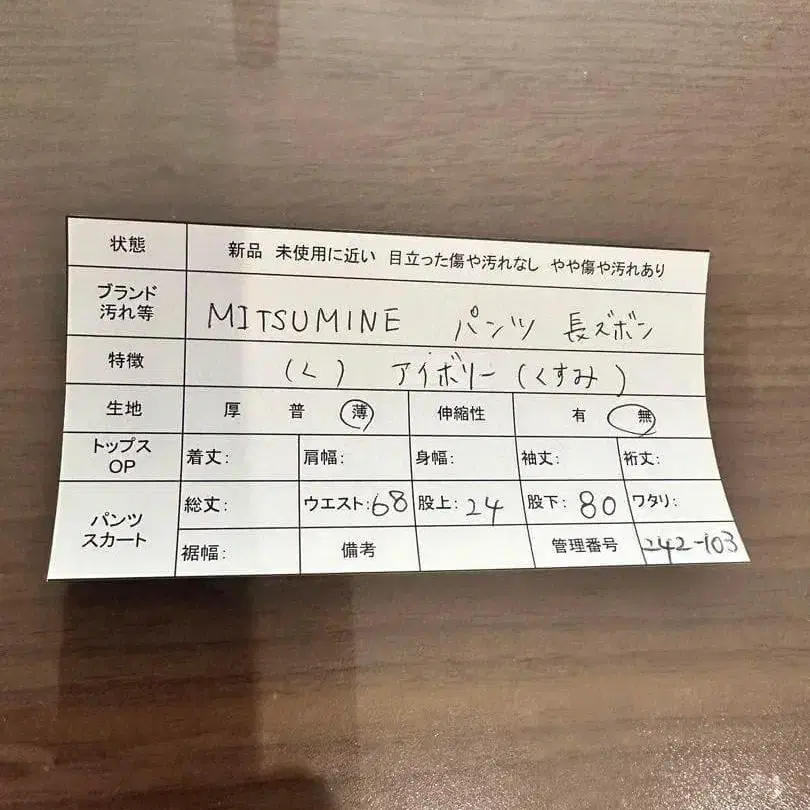 状態 新品 未使用に近い 目立った傷や汚れなし やや傷や汚れあり
ブランド
汚れ等 MITSUMINE パンツ 長ズボン
特徴 (く) アイボリー(くすみ)
生地 厚 普 薄 伸縮性 有 無
トップス
OP 着丈: 肩幅: 身幅: 袖丈: 裄丈:
パンツ
スカート 総丈: ウエスト:68 股上:24 股下:80 ワタリ:
裾幅: 備考 管理番号 242-103